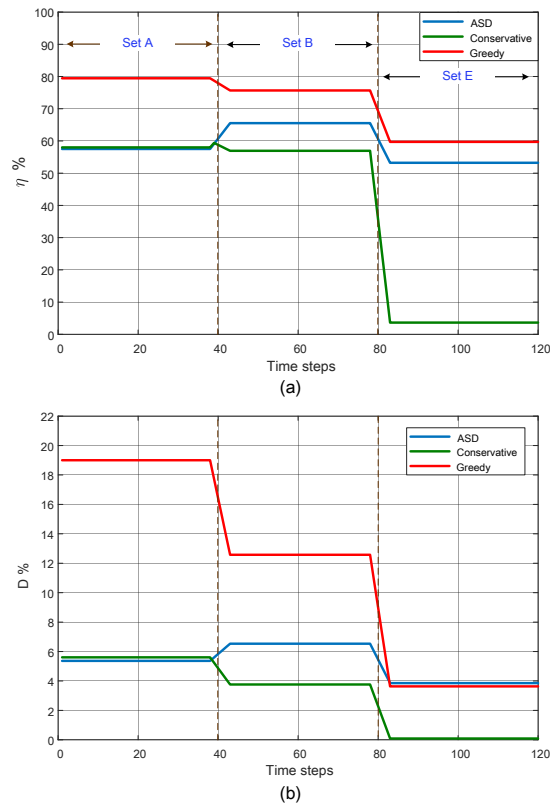 100
90
80
70
60
50
40
30
20
10
0
η %
Set A
Set B
Set E
ASD
Conservative
Greedy
0 20 40 60 80 100 120
Time steps
(a)
22
20
18
16
14
12
10
8
6
4
2
0
D %
ASD
Conservative
Greedy
0 20 40 60 80 100 120
Time steps
(b)